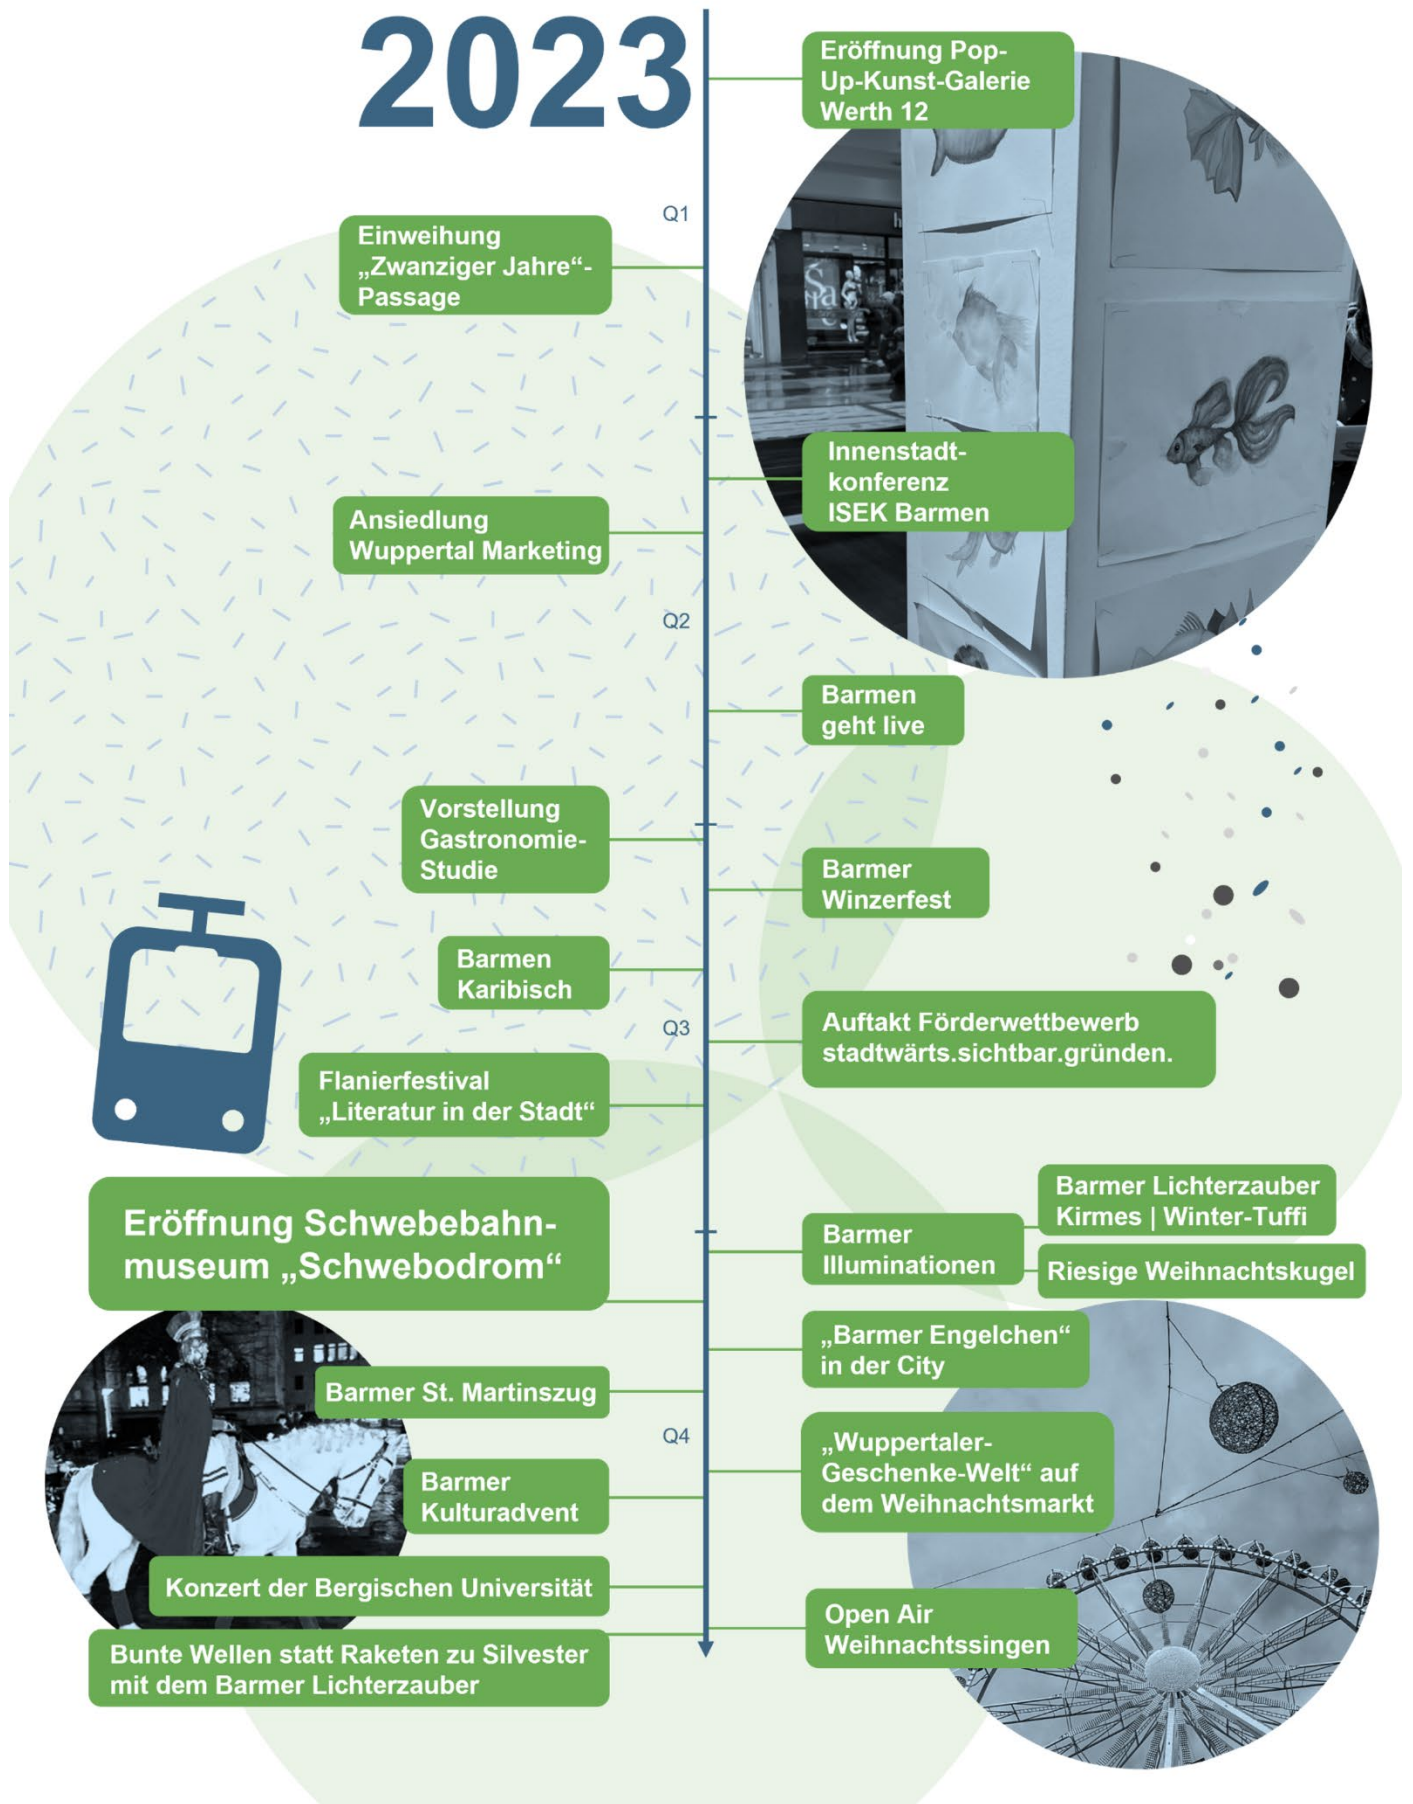 2023
Eröffnung Pop-
Up-Kunst-Galerie
Werth 12
Q1
Einweihung
„Zwanziger Jahre“-
Passage
Innenstadt-
konferenz
ISEK Barmen
Ansiedlung
Wuppertal Marketing
Q2
Barmen
geht live
Vorstellung
Gastronomie-
Studie
Barmer
Winzerfest
Barmen
Karibisch
Q3
Auftakt Förderwettbewerb
stadtwärts.sichtbar.gründen.
Flanierfestival
„Literatur in der Stadt“
Eröffnung Schwebebahn-
museum „Schwebodrom“
Barmer
Illuminationen
Barmer Lichterzauber
Kirmes | Winter-Tuffi
Riesige Weihnachtskugel
„Barmer Engelchen“
in der City
Barmer St. Martinszug
Q4
„Wuppertaler-
Geschenke-Welt“ auf
dem Weihnachtsmarkt
Barmer
Kulturadvent
Konzert der Bergischen Universität
Open Air
Weihnachtssingen
Bunte Wellen statt Raketen zu Silvester
mit dem Barmer Lichterzauber